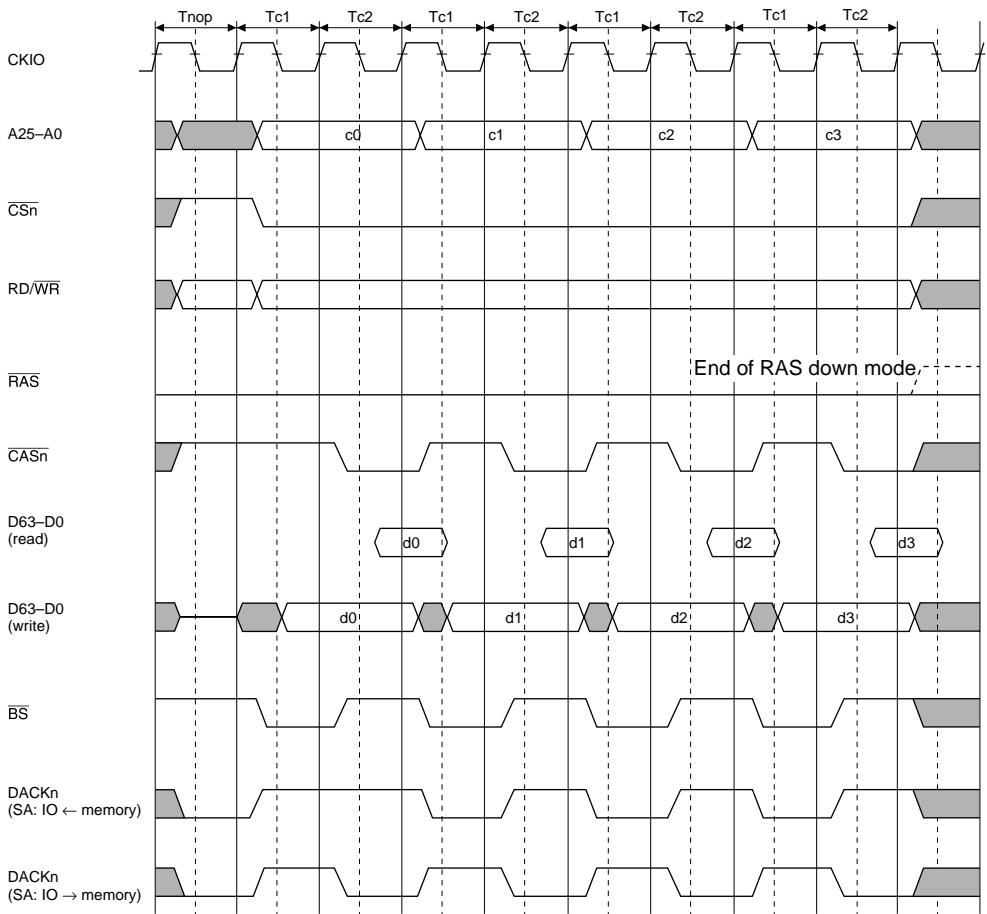 Tnop Tc1 Tc2 Tc1 Tc2 Tc1 Tc2 Tc1 Tc2
CKIO
A25–A0 c0 c1 c2 c3
CSn
RD/WR
RAS End of RAS down mode
CASn
D63–D0
(read) d0 d1 d2 d3
D63–D0
(write) d0 d1 d2 d3
BS
DACKn
(SA: IO ← memory)
DACKn
(SA: IO → memory)